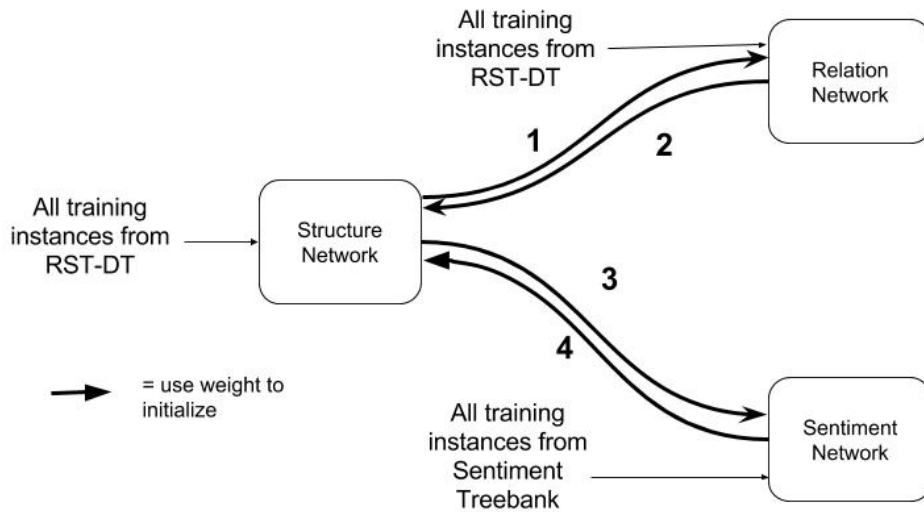 All training
instances from
RST-DT
Relation
Network
1
2
All training
instances from
RST-DT
Structure
Network
3
4
= use weight to
initialize
All training
instances from
Sentiment
Treebank
Sentiment
Network